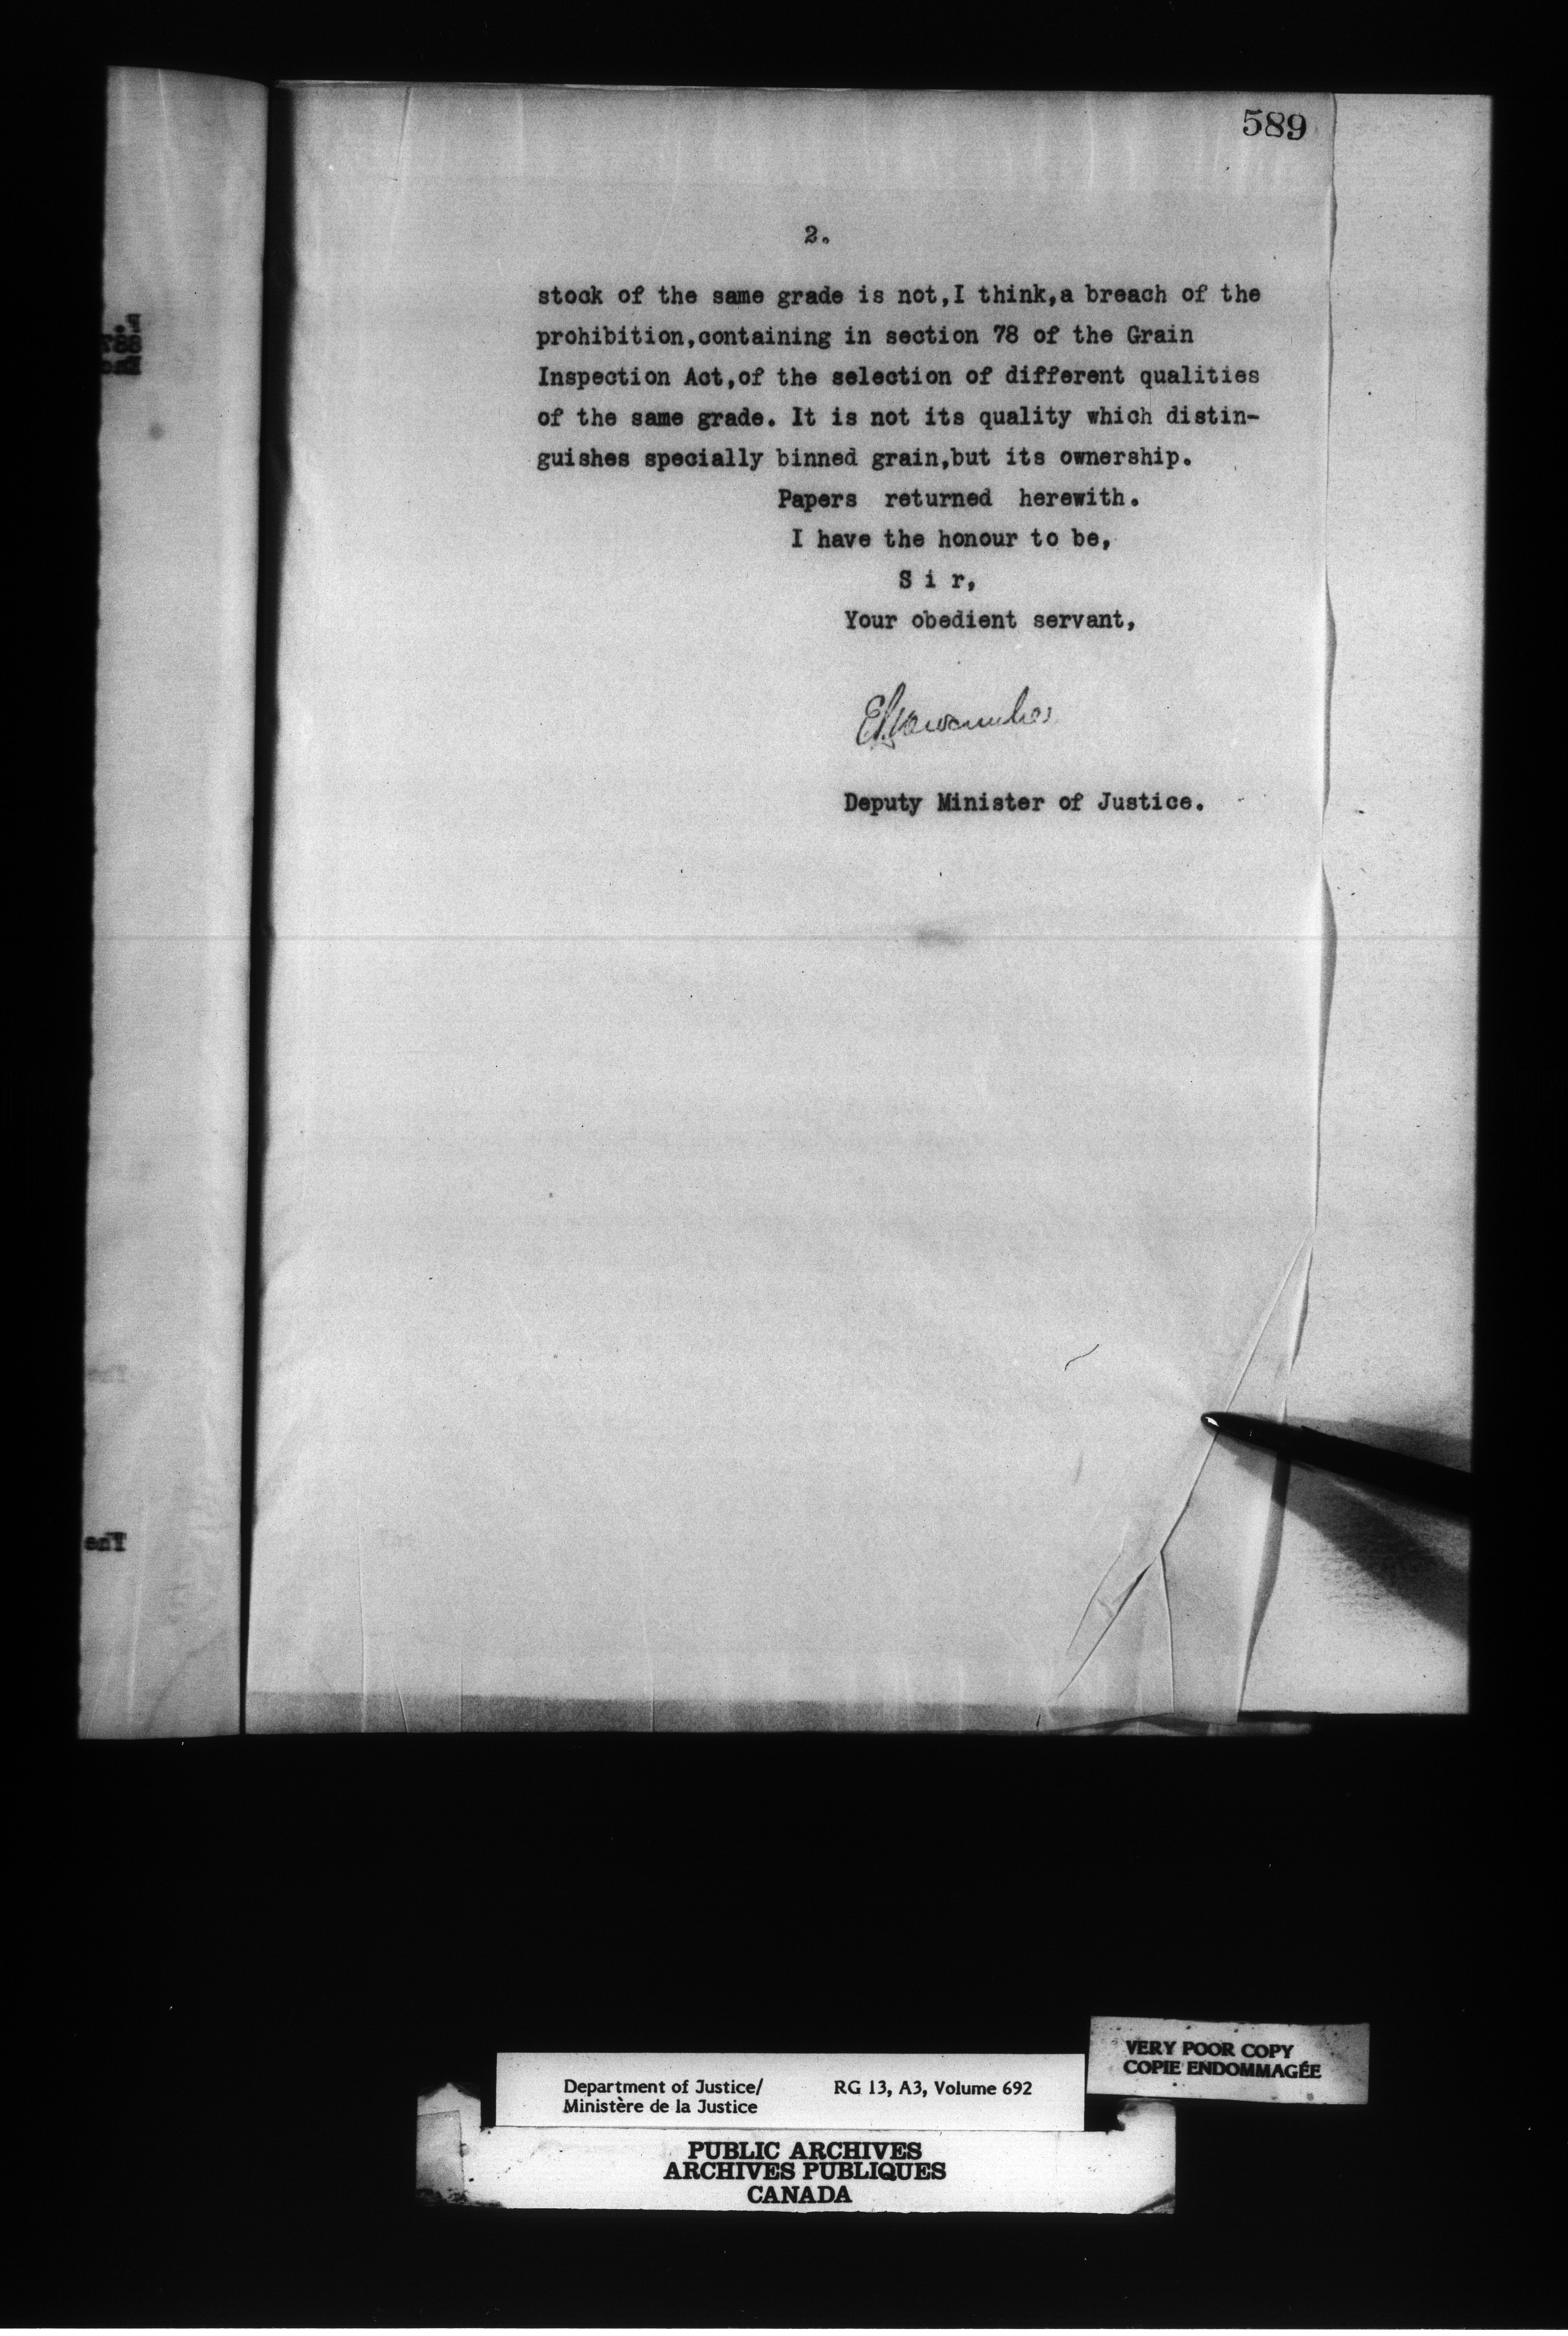 589
2.
stock of the same grade is not,I think,a breach of the
prohibition,containing in section 78 of the Grain
Inspection Act,of the selection of different qualities
of the same grade. It is not its quality which distin-
guishes specially binned grain,but its ownership.
Papers returned herewith.
I have the honour to be,
S i r,
Your obedient servant,
Deputy Minister of Justice.
VERY POOR COPY
COPIE ENDOMMAGÉE
Department of Justice/ RG 13, A3, Volume 692
Ministère de la Justice
PUBLIC ARCHIVES
ARCHIVES PUBLIQUES
CANADA